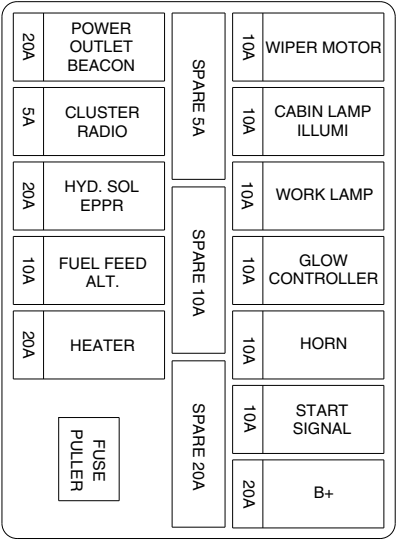 20A
POWER
OUTLET
BEACON
5A
CLUSTER
RADIO
20A
HYD. SOL
EPPR
10A
FUEL FEED
ALT.
20A
HEATER
FUSE
PULLER
SPARE 5A
SPARE 10A
SPARE 20A
10A
WIPER MOTOR
10A
CABIN LAMP
ILLUMI
10A
WORK LAMP
10A
GLOW
CONTROLLER
10A
HORN
10A
START
SIGNAL
20A
B+